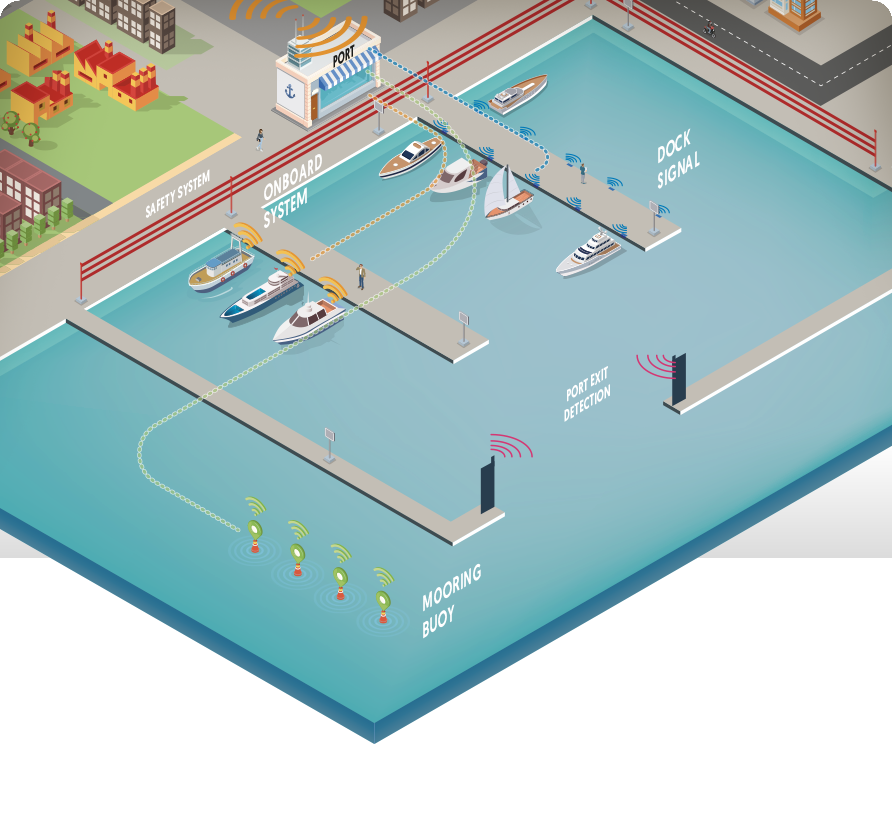 PORT
DOCK
SIGNAL
ONBOARD
SYSTEM
SAFETY SYSTEM
PORT EXIT
DETECTION
MOORING
BUOY